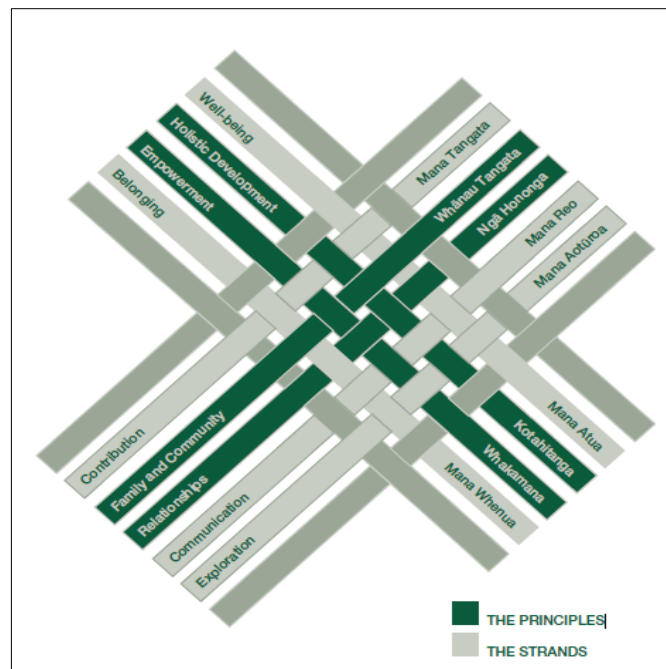 Well-being
Holistic Development
Empowerment
Belonging
Mana Tangata
Whānau Tangata
Ngā Hononga
Mana Reo
Mana Aotūroa
Contribution
Family and Community
Relationships
Communication
Exploration
Mana Atua
Kotahitanga
Whakamana
Mana Whenua
THE PRINCIPLES
THE STRANDS